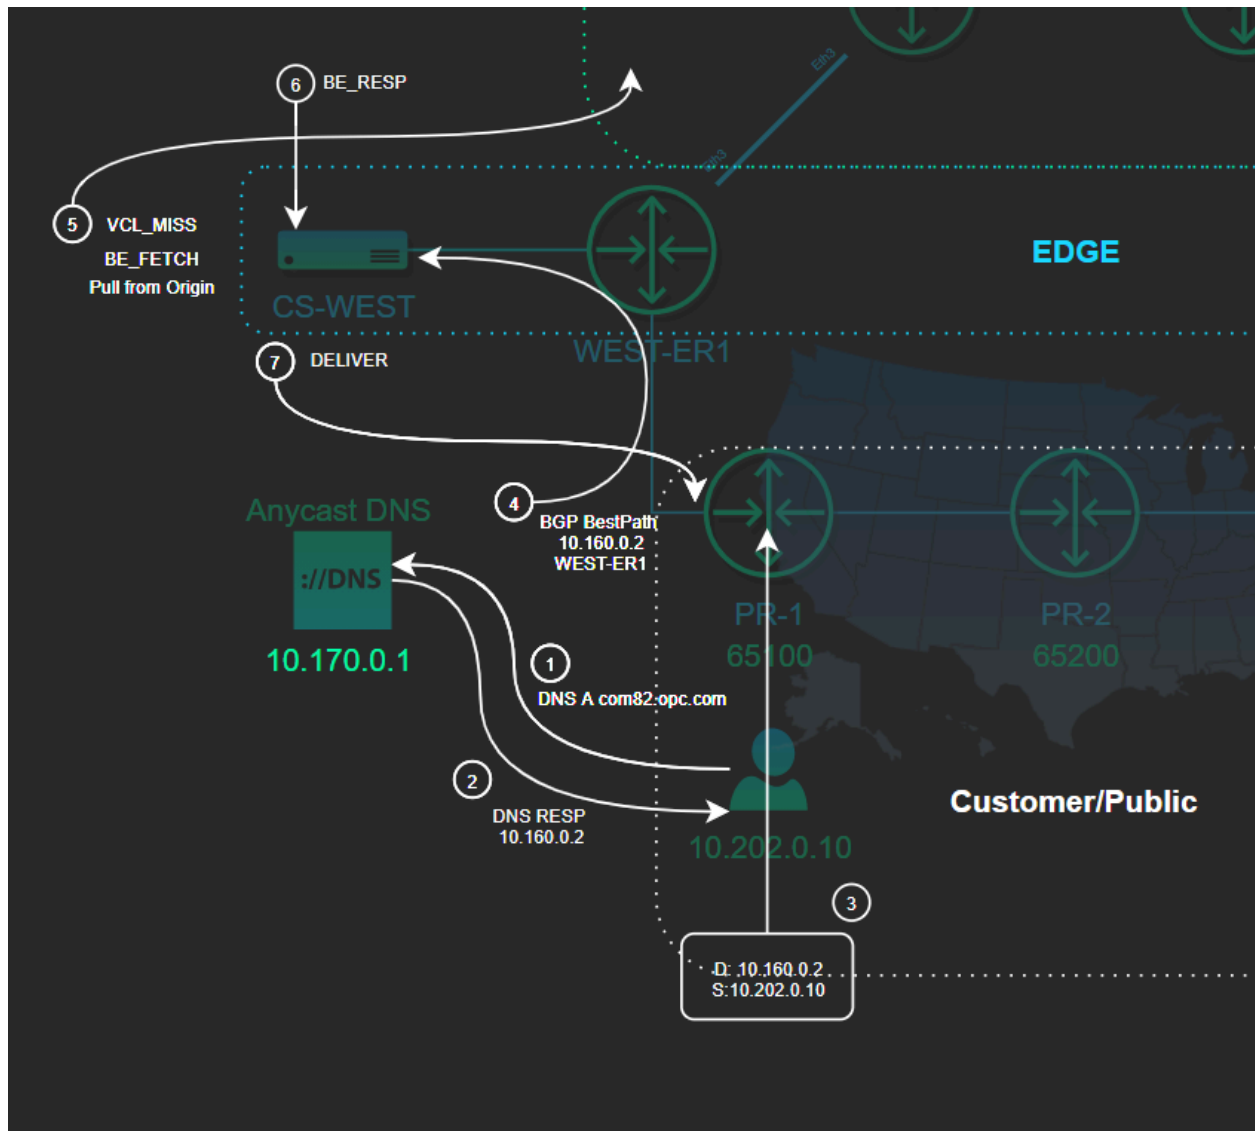 Eth3
6
BE_RESP
Eth3
5
VCL_MISS
BE_FETCH
Pull from Origin
EDGE
CS-WEST
WEST-ER1
7
DELIVER
4
BGP BestPath
10.160.0.2
WEST-ER1
Anycast DNS
://DNS
10.170.0.1
PR-1
65100
PR-2
65200
1
DNS A com82.opc.com
2
DNS RESP
10.160.0.2
Customer/Public
10.202.0.10
3
D: 10.160.0.2
S:10.202.0.10